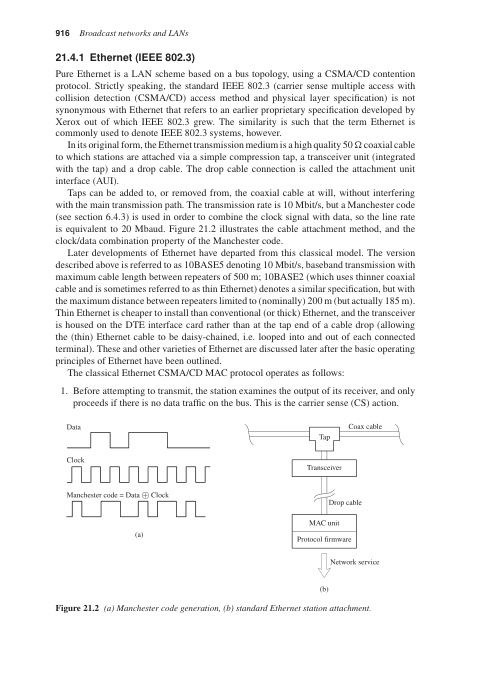 916 Broadcast networks and LANs
21.4.1 Ethernet (IEEE 802.3)
Pure Ethernet is a LAN scheme based on a bus topology, using a CSMA/CD contention
protocol. Strictly speaking, the standard IEEE 802.3 (carrier sense multiple access with
collision detection (CSMA/CD) access method and physical layer specification) is not
synonymous with Ethernet that refers to an earlier proprietary specification developed by
Xerox out of which IEEE 802.3 grew. The similarity is such that the term Ethernet is
commonly used to denote IEEE 802.3 systems, however.
In its original form, the Ethernet transmission medium is a high quality 50 Ω coaxial cable
to which stations are attached via a simple compression tap, a transceiver unit (integrated
with the tap) and a drop cable. The drop cable connection is called the attachment unit
interface (AUI).
Taps can be added to, or removed from, the coaxial cable at will, without interfering
with the main transmission path. The transmission rate is 10 Mbit/s, but a Manchester code
(see section 6.4.3) is used in order to combine the clock signal with data, so the line rate
is equivalent to 20 Mbaud. Figure 21.2 illustrates the cable attachment method, and the
clock/data combination property of the Manchester code.
Later developments of Ethernet have departed from this classical model. The version
described above is referred to as 10BASE5 denoting 10 Mbit/s, baseband transmission with
maximum cable length between repeaters of 500 m; 10BASE2 (which uses thinner coaxial
cable and is sometimes referred to as thin Ethernet) denotes a similar specification, but with
the maximum distance between repeaters limited to (nominally) 200 m (but actually 185 m).
Thin Ethernet is cheaper to install than conventional (or thick) Ethernet, and the transceiver
is housed on the DTE interface card rather than at the tap end of a cable drop (allowing
the (thin) Ethernet cable to be daisy-chained, i.e. looped into and out of each connected
terminal). These and other varieties of Ethernet are discussed later after the basic operating
principles of Ethernet have been outlined.
The classical Ethernet CSMA/CD MAC protocol operates as follows:
1. Before attempting to transmit, the station examines the output of its receiver, and only
proceeds if there is no data traffic on the bus. This is the carrier sense (CS) action.
Data
Clock
Manchester code = Data ⊕ Clock
(a)
Coax cable
Tap
Transceiver
Drop cable
MAC unit
Protocol firmware
Network service
(b)
Figure 21.2 (a) Manchester code generation, (b) standard Ethernet station attachment.